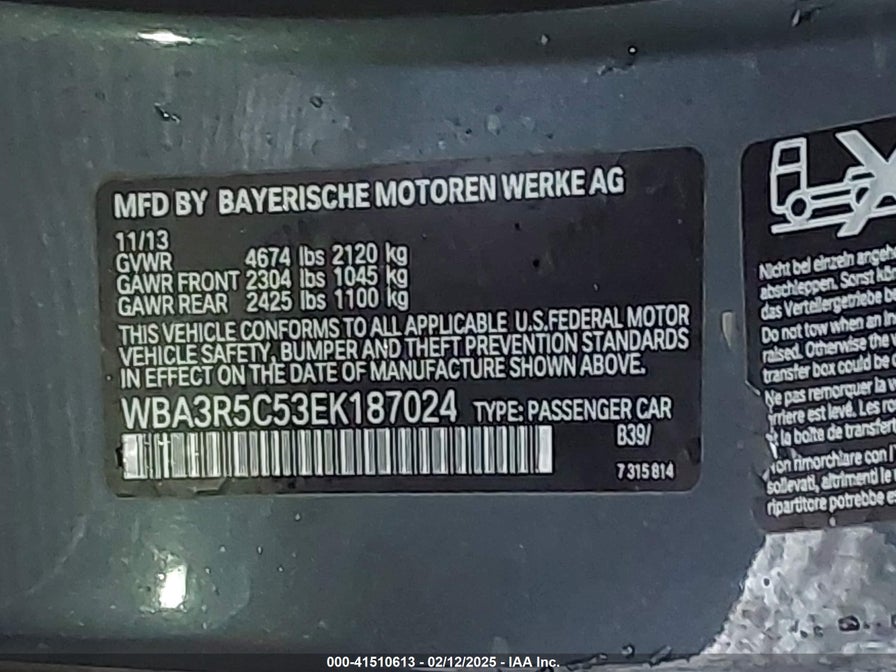 MFD BY BAYERISCHE MOTOREN WERKE AG
11/13
GVWR 4674 lbs 2120 kg
GAWR FRONT 2304 lbs 1045 kg
GAWR REAR 2425 lbs 1100 kg
THIS VEHICLE CONFORMS TO ALL APPLICABLE U.S.FEDERAL MOTOR
VEHICLE SAFETY, BUMPER AND THEFT PREVENTION STANDARDS
IN EFFECT ON THE DATE OF MANUFACTURE SHOWN ABOVE.
WBA3R5C53EK187024 TYPE: PASSENGER CAR
B39/
7 315 814
Nicht bei einzeln
abschleppen. Sonst
das Verteilergetriebe
Do not tow when an
raised. Otherwise the
transfer box could be
Ne pas remorquer la
est levé. Les
la boîte de
rimorchiare con
sollevati, altrimenti le
ripartitore potrebbe
000-41510613 - 02/12/2025 - IAA Inc.